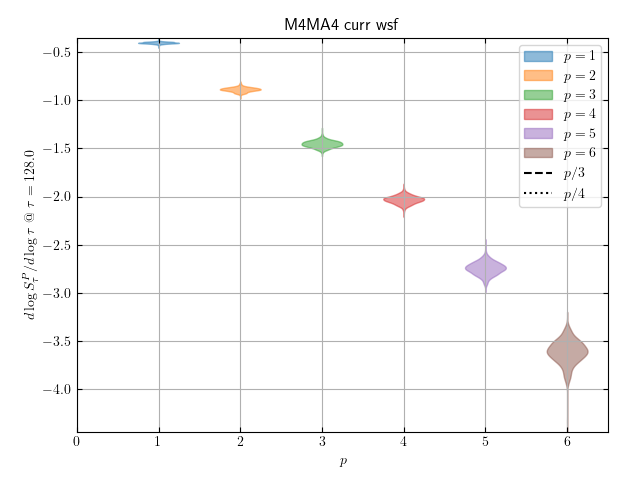 M4MA4 curr wsf
d log S_τ^P / d log τ @ τ = 128.0
−0.5
−1.0
−1.5
−2.0
−2.5
−3.0
−3.5
−4.0
0 1 2 3 4 5 6
p
p = 1
p = 2
p = 3
p = 4
p = 5
p = 6
p/3
p/4